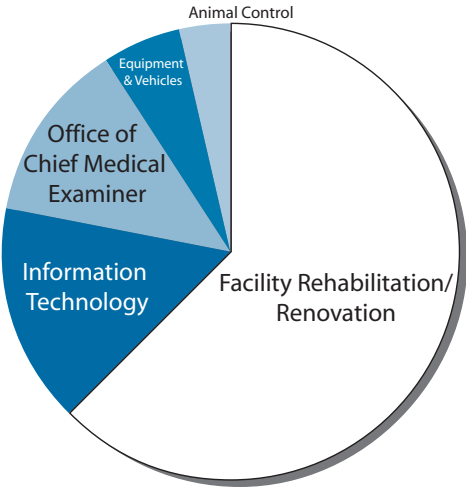 Animal Control
Equipment
& Vehicles
Office of
Chief Medical
Examiner
Information
Technology
Facility Rehabilitation/
Renovation